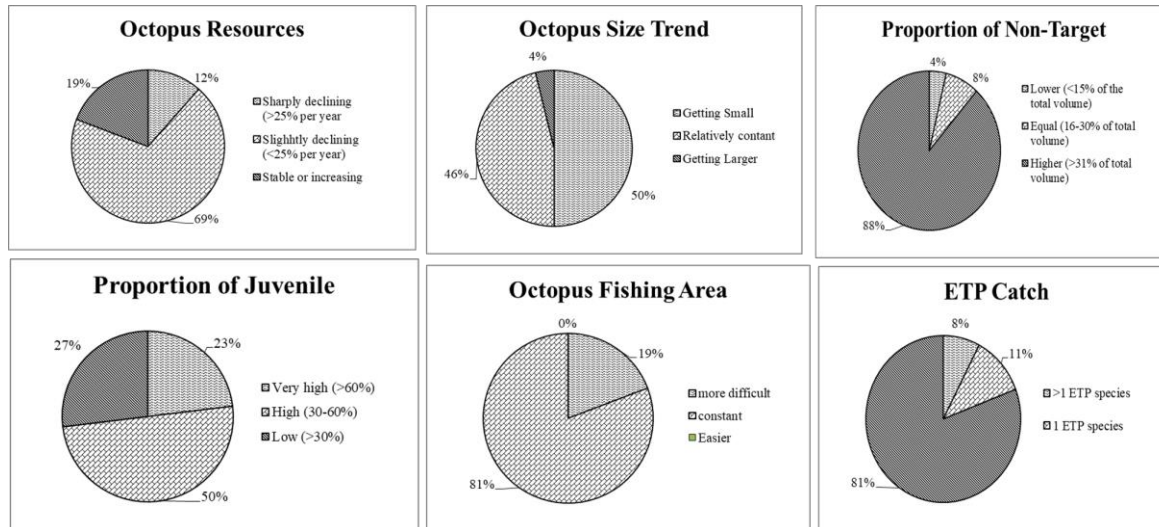 Octopus Resources
19%
12%
69%
Sharply declining
(>25% per year
Slighhtly declining
(<25% per year)
Stable or increasing
Octopus Size Trend
4%
46%
50%
Getting Small
Relatively contant
Getting Larger
Proportion of Non-Target
4%
8%
88%
Lower (<15% of the
total volume)
Equal (16-30% of total
volume)
Higher (>31% of total
volume)
Proportion of Juvenile
27%
23%
50%
Very high (>60%)
High (30-60%)
Low (>30%)
Octopus Fishing Area
0%
19%
81%
more difficult
constant
Easier
ETP Catch
8%
11%
81%
>1 ETP species
1 ETP species